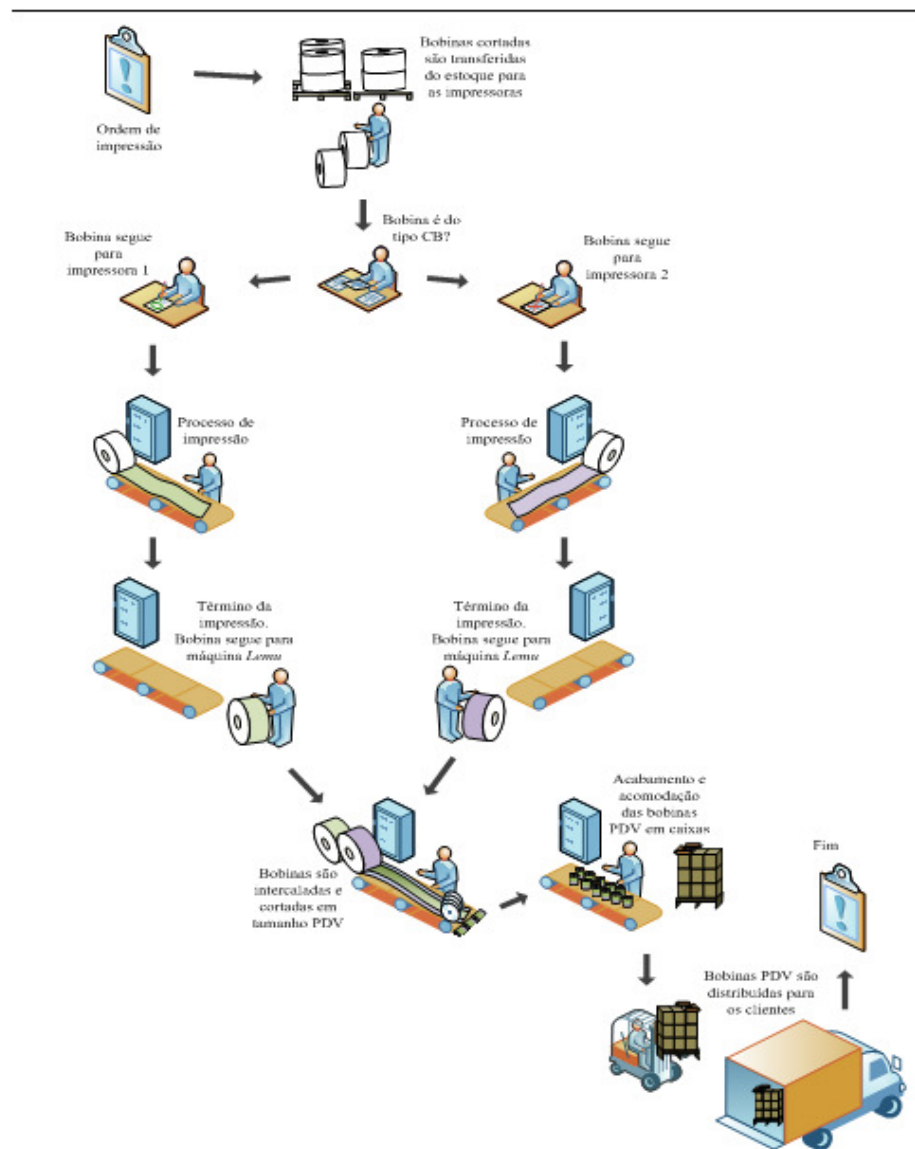 Bobinas cortadas
são transferidas
do estoque para
as impressoras
Ordem de
impressão
Bobina é do
tipo CB?
Bobina segue
para
impressora 1
Bobina segue
para
impressora 2
Processo de
impressão
Processo de
impressão
Término da
impressão.
Bobina segue para
máquina Lemu
Término da
impressão.
Bobina segue para
máquina Lemu
Bobinas são
intercaladas e
cortadas em
tamanho PDV
Acabamento e
acomodação
das bobinas
PDV em caixas
Bobinas PDV são
distribuídas para
os clientes
Fim